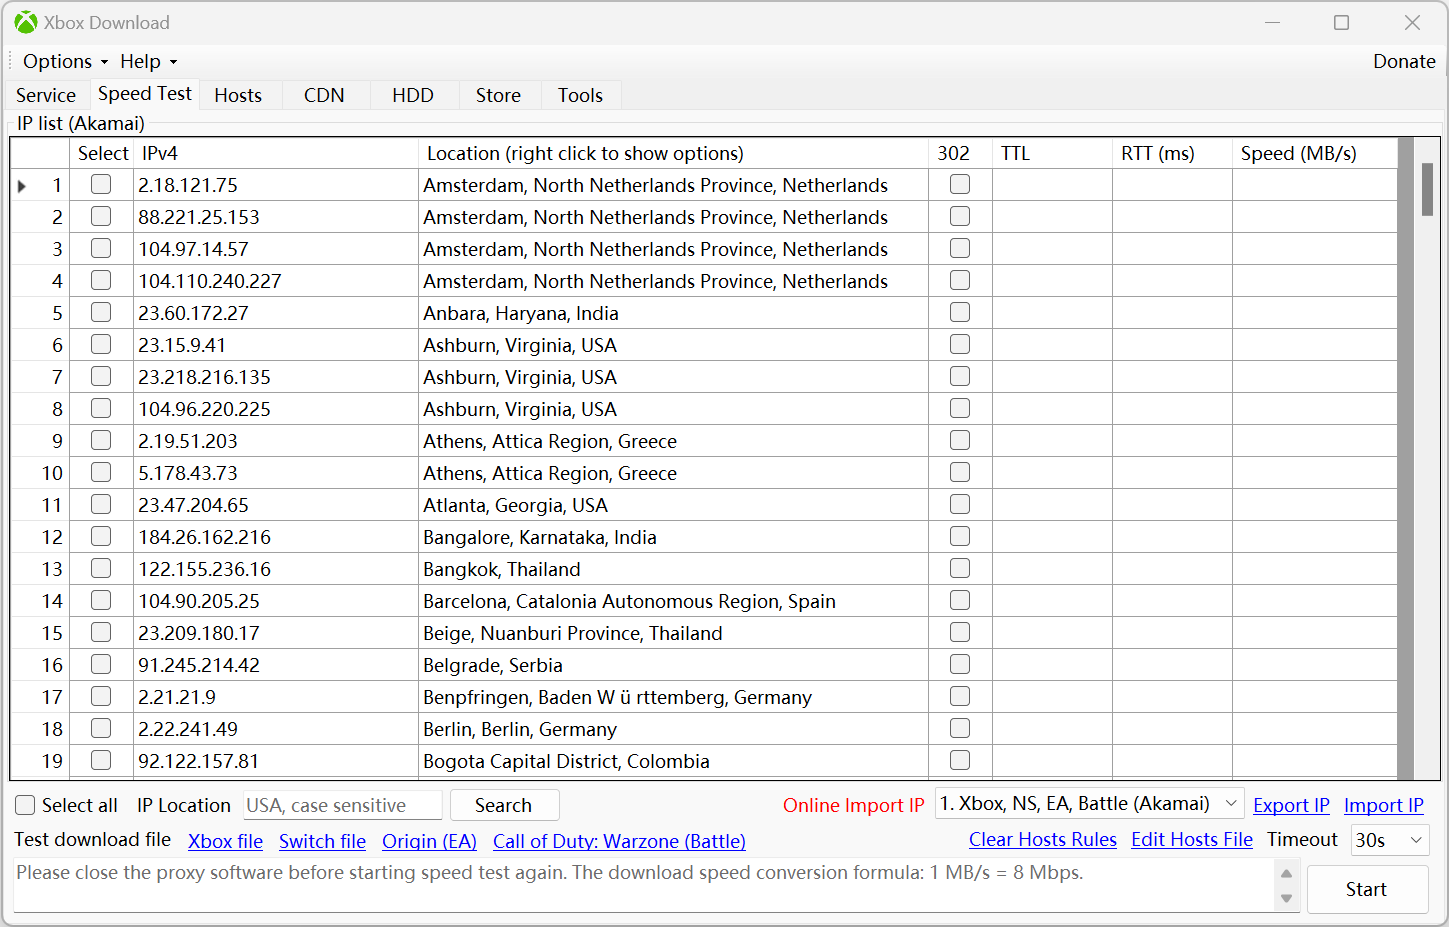 Xbox Download
Options Help Donate
Service Speed Test Hosts CDN HDD Store Tools
IP list (Akamai)
Select IPv4 Location (right click to show options) 302 TTL RTT (ms) Speed (MB/s)
1 2.18.121.75 Amsterdam, North Netherlands Province, Netherlands
2 88.221.25.153 Amsterdam, North Netherlands Province, Netherlands
3 104.97.14.57 Amsterdam, North Netherlands Province, Netherlands
4 104.110.240.227 Amsterdam, North Netherlands Province, Netherlands
5 23.60.172.27 Anbara, Haryana, India
6 23.15.9.41 Ashburn, Virginia, USA
7 23.218.216.135 Ashburn, Virginia, USA
8 104.96.220.225 Ashburn, Virginia, USA
9 2.19.51.203 Athens, Attica Region, Greece
10 5.178.43.73 Athens, Attica Region, Greece
11 23.47.204.65 Atlanta, Georgia, USA
12 184.26.162.216 Bangalore, Karnataka, India
13 122.155.236.16 Bangkok, Thailand
14 104.90.205.25 Barcelona, Catalonia Autonomous Region, Spain
15 23.209.180.17 Beige, Nuanburi Province, Thailand
16 91.245.214.42 Belgrade, Serbia
17 2.21.21.9 Benpfringen, Baden W ü rttemberg, Germany
18 2.22.241.49 Berlin, Berlin, Germany
19 92.122.157.81 Bogota Capital District, Colombia
Select all IP Location USA, case sensitive Search Online Import IP 1. Xbox, NS, EA, Battle (Akamai) Export IP Import IP
Test download file Xbox file Switch file Origin (EA) Call of Duty: Warzone (Battle) Clear Hosts Rules Edit Hosts File Timeout 30s
Please close the proxy software before starting speed test again. The download speed conversion formula: 1 MB/s = 8 Mbps.
Start